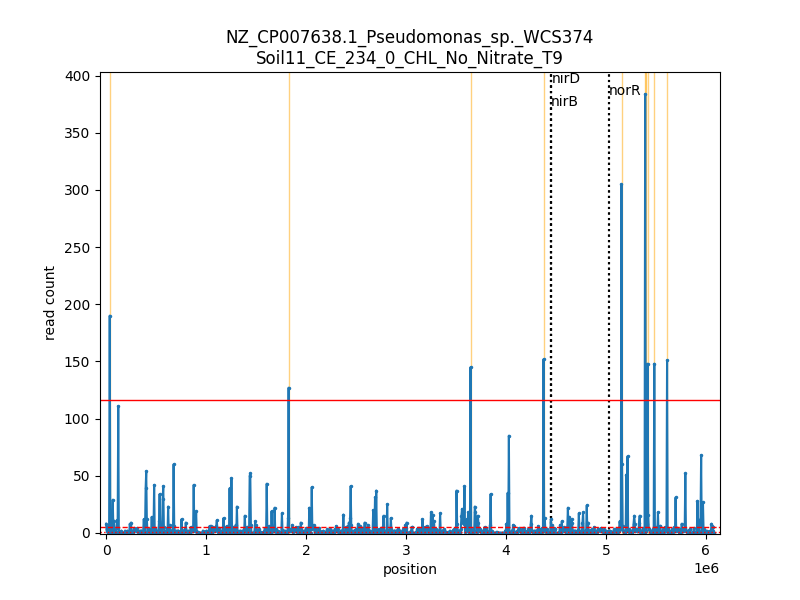 NZ_CP007638.1_Pseudomonas_sp._WCS374
Soil11_CE_234_0_CHL_No_Nitrate_T9
nirD
nirB
norR
read count
400
350
300
250
200
150
100
50
0
0 1 2 3 4 5 6
1e6
position